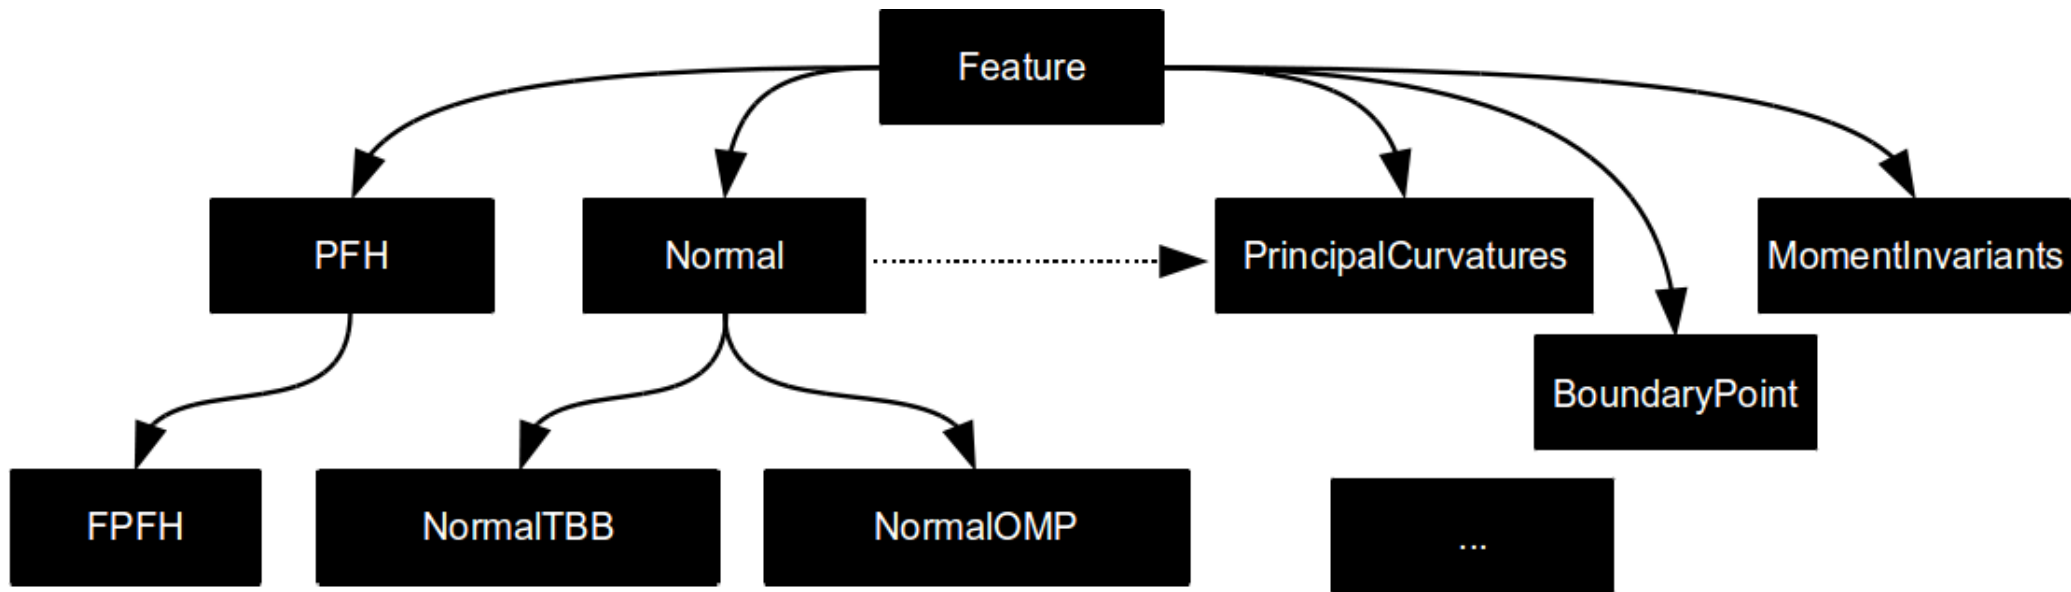 Feature
PFH
Normal
PrincipalCurvatures
MomentInvariants
BoundaryPoint
FPFH
NormalTBB
NormalOMP
...